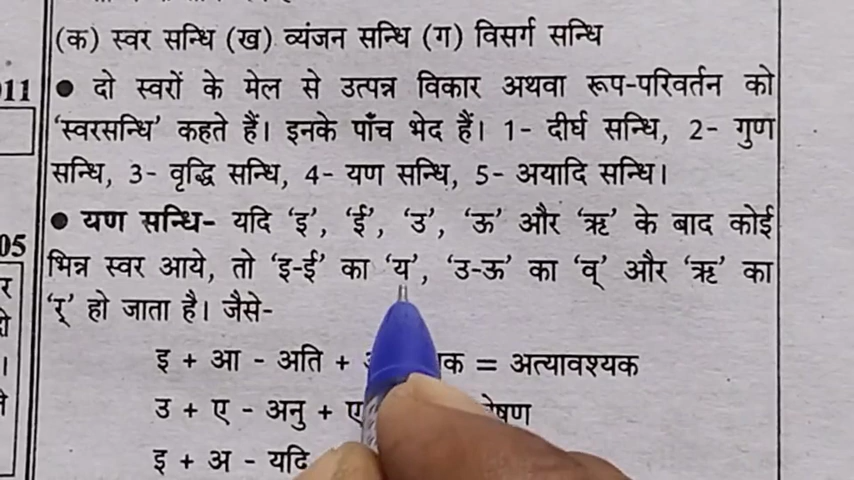 (क) स्वर सन्धि (ख) व्यंजन सन्धि (ग) विसर्ग सन्धि
011
● दो स्वरों के मेल से उत्पन्न विकार अथवा रूप-परिवर्तन को
‘स्वरसन्धि’ कहते हैं। इनके पाँच भेद हैं। 1- दीर्घ सन्धि, 2- गुण
सन्धि, 3- वृद्धि सन्धि, 4- यण सन्धि, 5- अयादि सन्धि।
● यण सन्धि- यदि ‘इ’, ‘ई’, ‘उ’, ‘ऊ’ और ‘ऋ’ के बाद कोई
05
भिन्न स्वर आये, तो ‘इ-ई’ का ‘य’, ‘उ-ऊ’ का ‘व्’ और ‘ऋ’ का
‘र्’ हो जाता है। जैसे-
इ + आ - अति + = अत्यावश्यक
उ + ए - अनु + ए
इ + अ - यदि